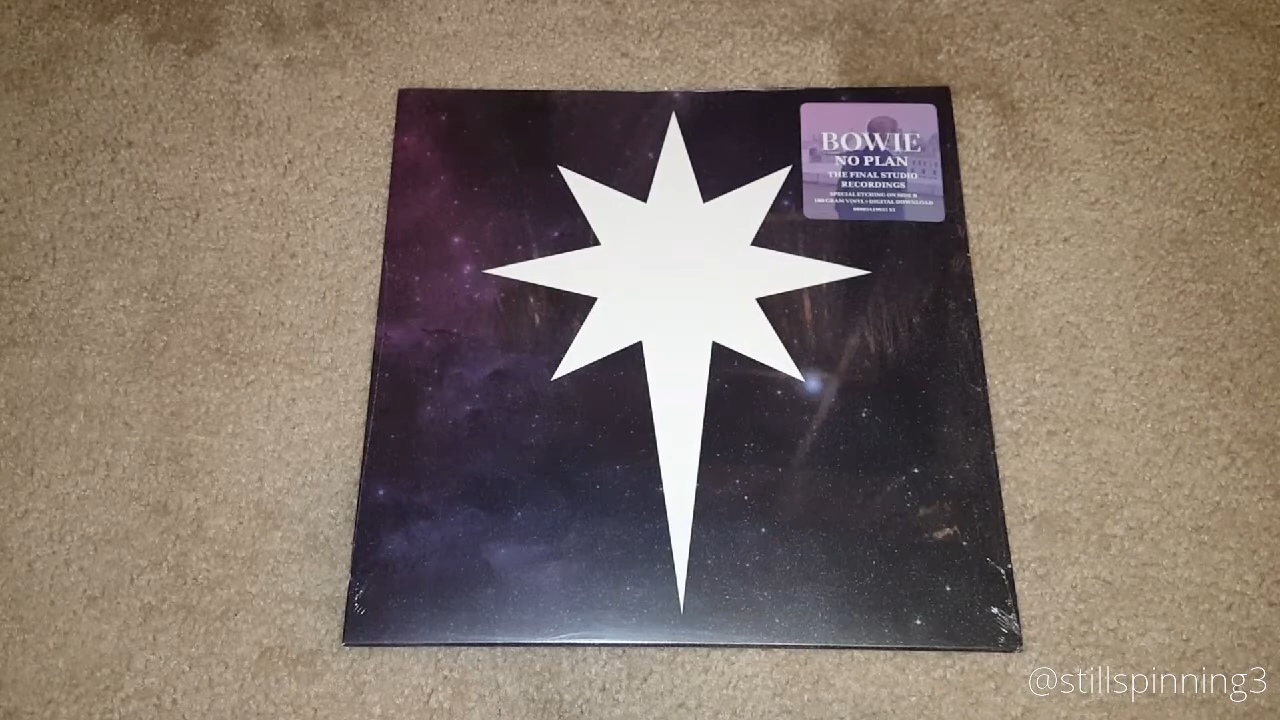 BOWIE
NO PLAN
THE FINAL STUDIO
RECORDINGS
SPECIAL ETCHING ON SIDE B
180 GRAM VINYL + DIGITAL DOWNLOAD
@stillspinning3